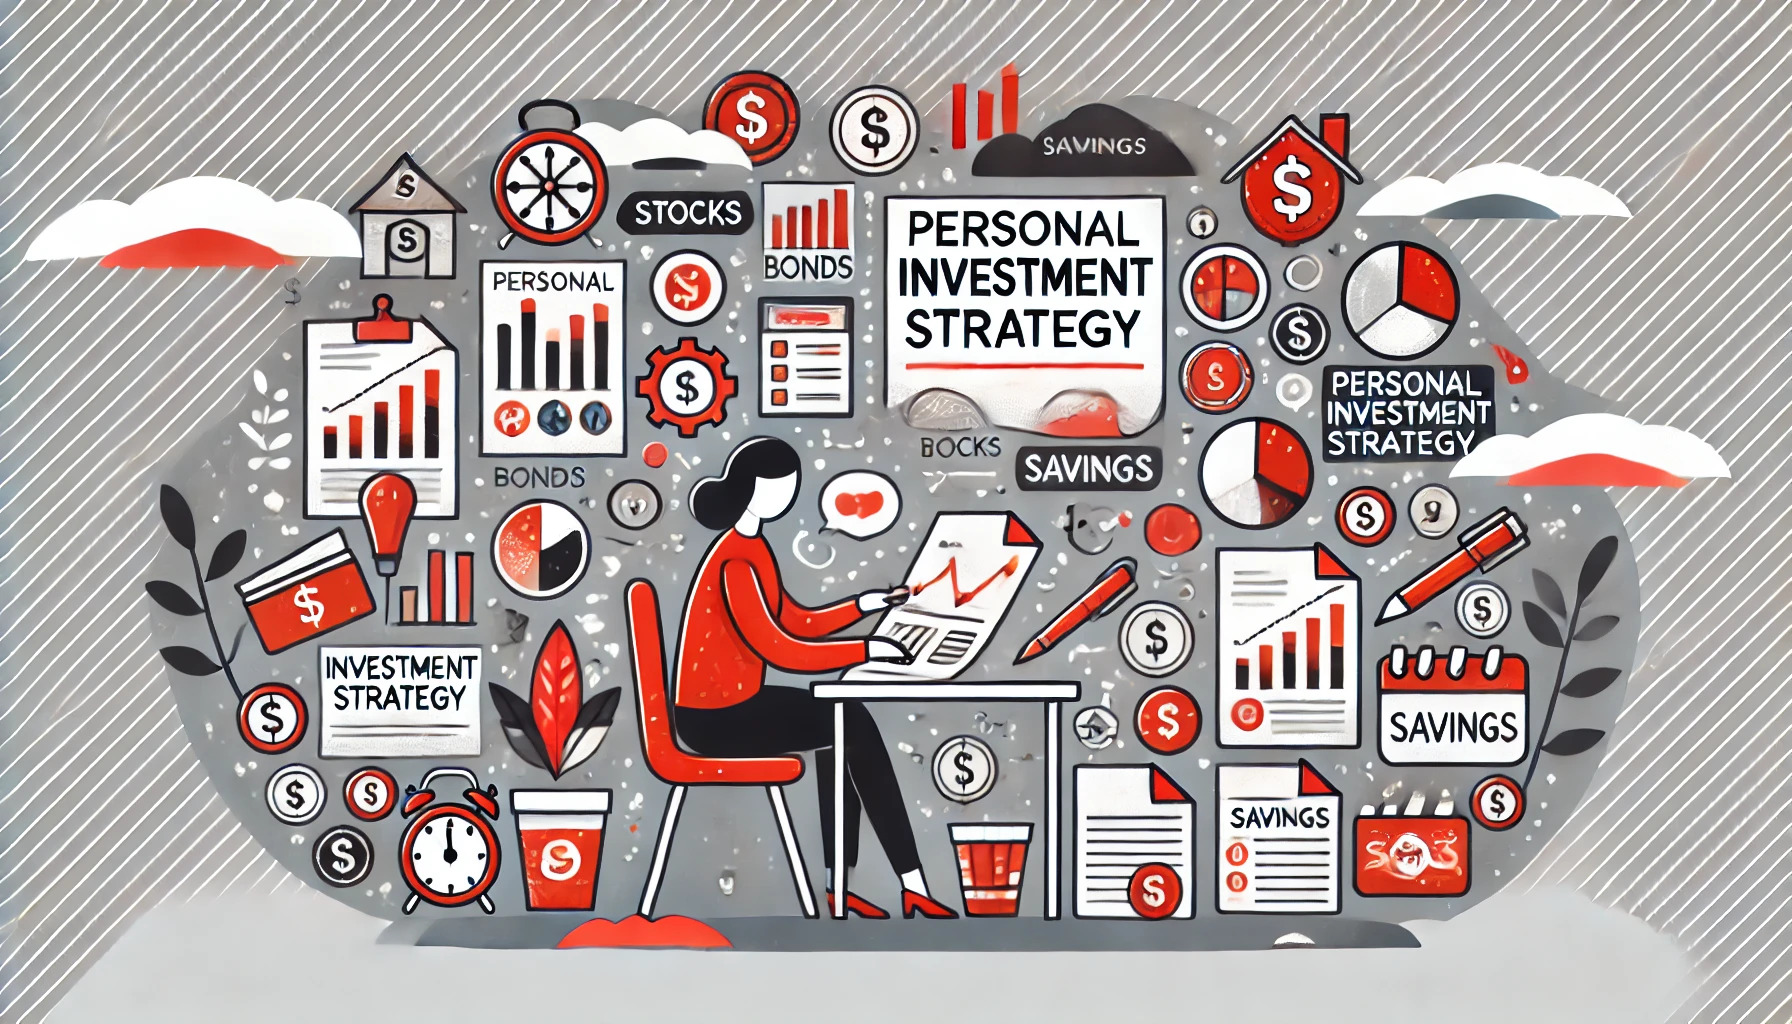 SAVINGS
STOCKS
BONDS
PERSONAL
INVESTMENT
STRATEGY
PERSONAL
BONDS
BOCKS
SAVINGS
PERSONAL
INVESTMENT
STRATEGY
INVESTMENT
STRATEGY
SAVINGS
SAVINGS